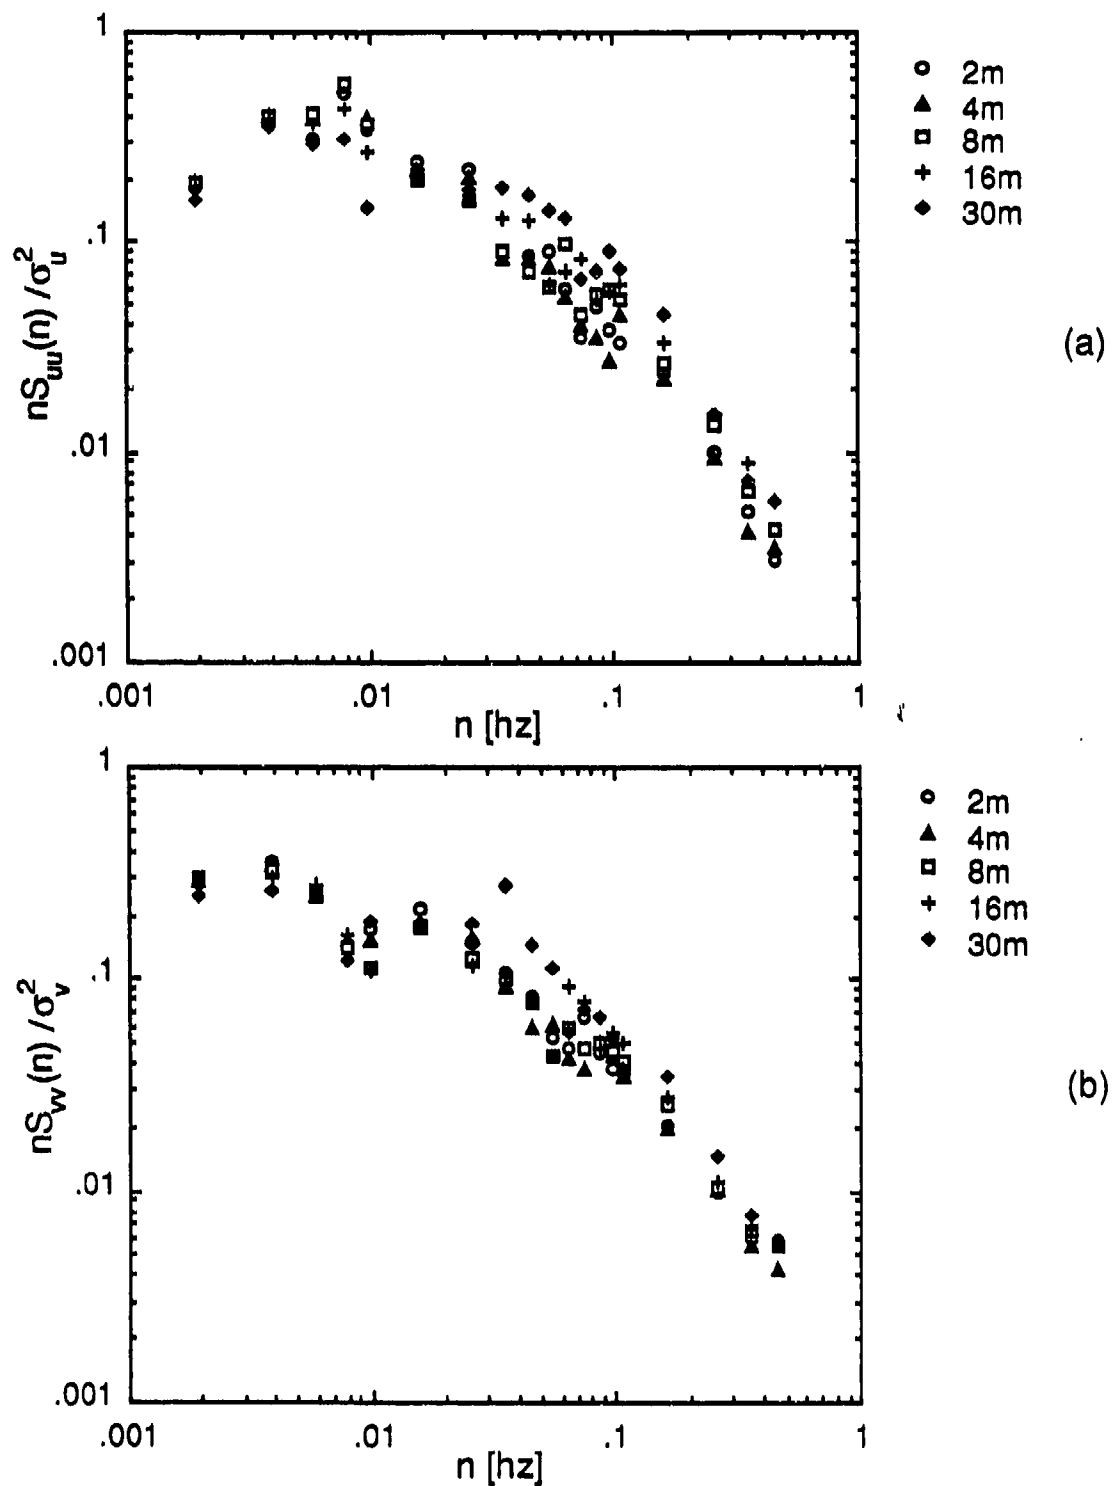 1
.1
.01
.001
nS_uu(n) / σ_u^2
.001
.01
.1
1
n [hz]
2m
4m
8m
16m
30m
(a)
1
.1
.01
.001
nS_vv(n) / σ_v^2
.001
.01
.1
1
n [hz]
2m
4m
8m
16m
30m
(b)